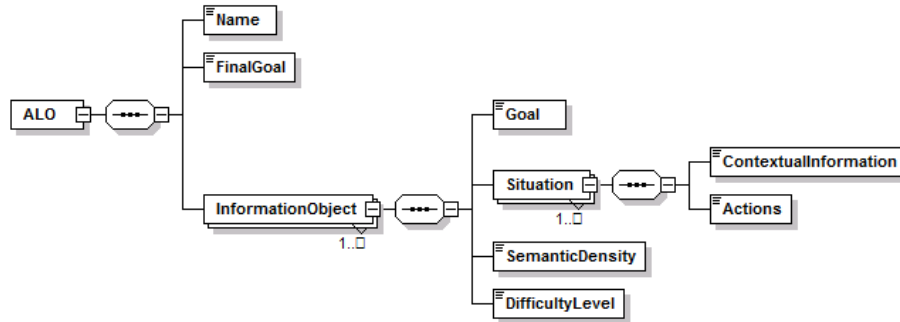 Name
FinalGoal
ALO
Goal
ContextualInformation
Situation
InformationObject
Actions
1..□
1..□
SemanticDensity
DifficultyLevel